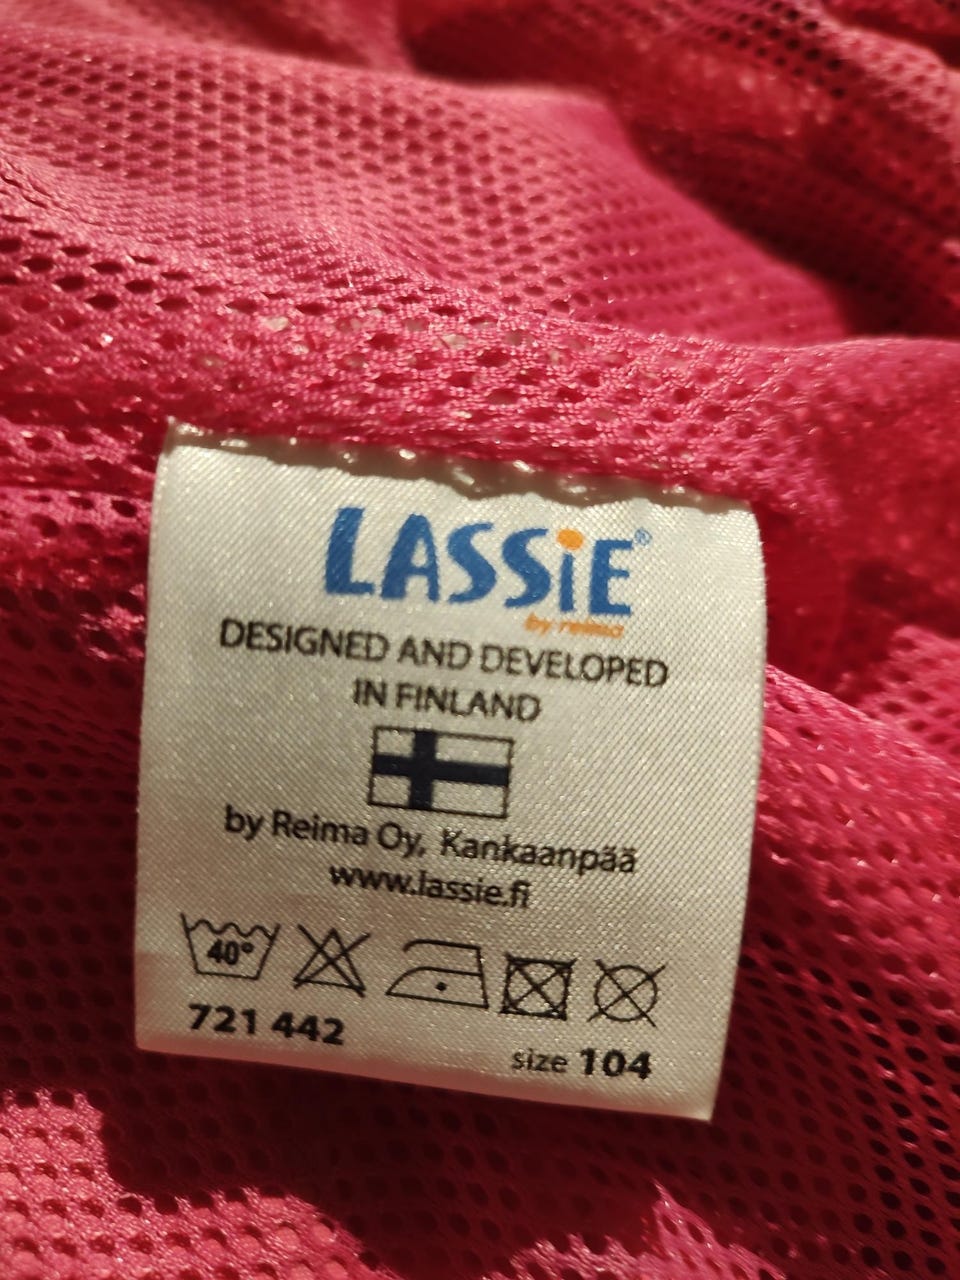 LASSiE®
by reima
DESIGNED AND DEVELOPED
IN FINLAND
by Reima Oy, Kankaanpää
www.lassie.fi
40°
721 442
size 104